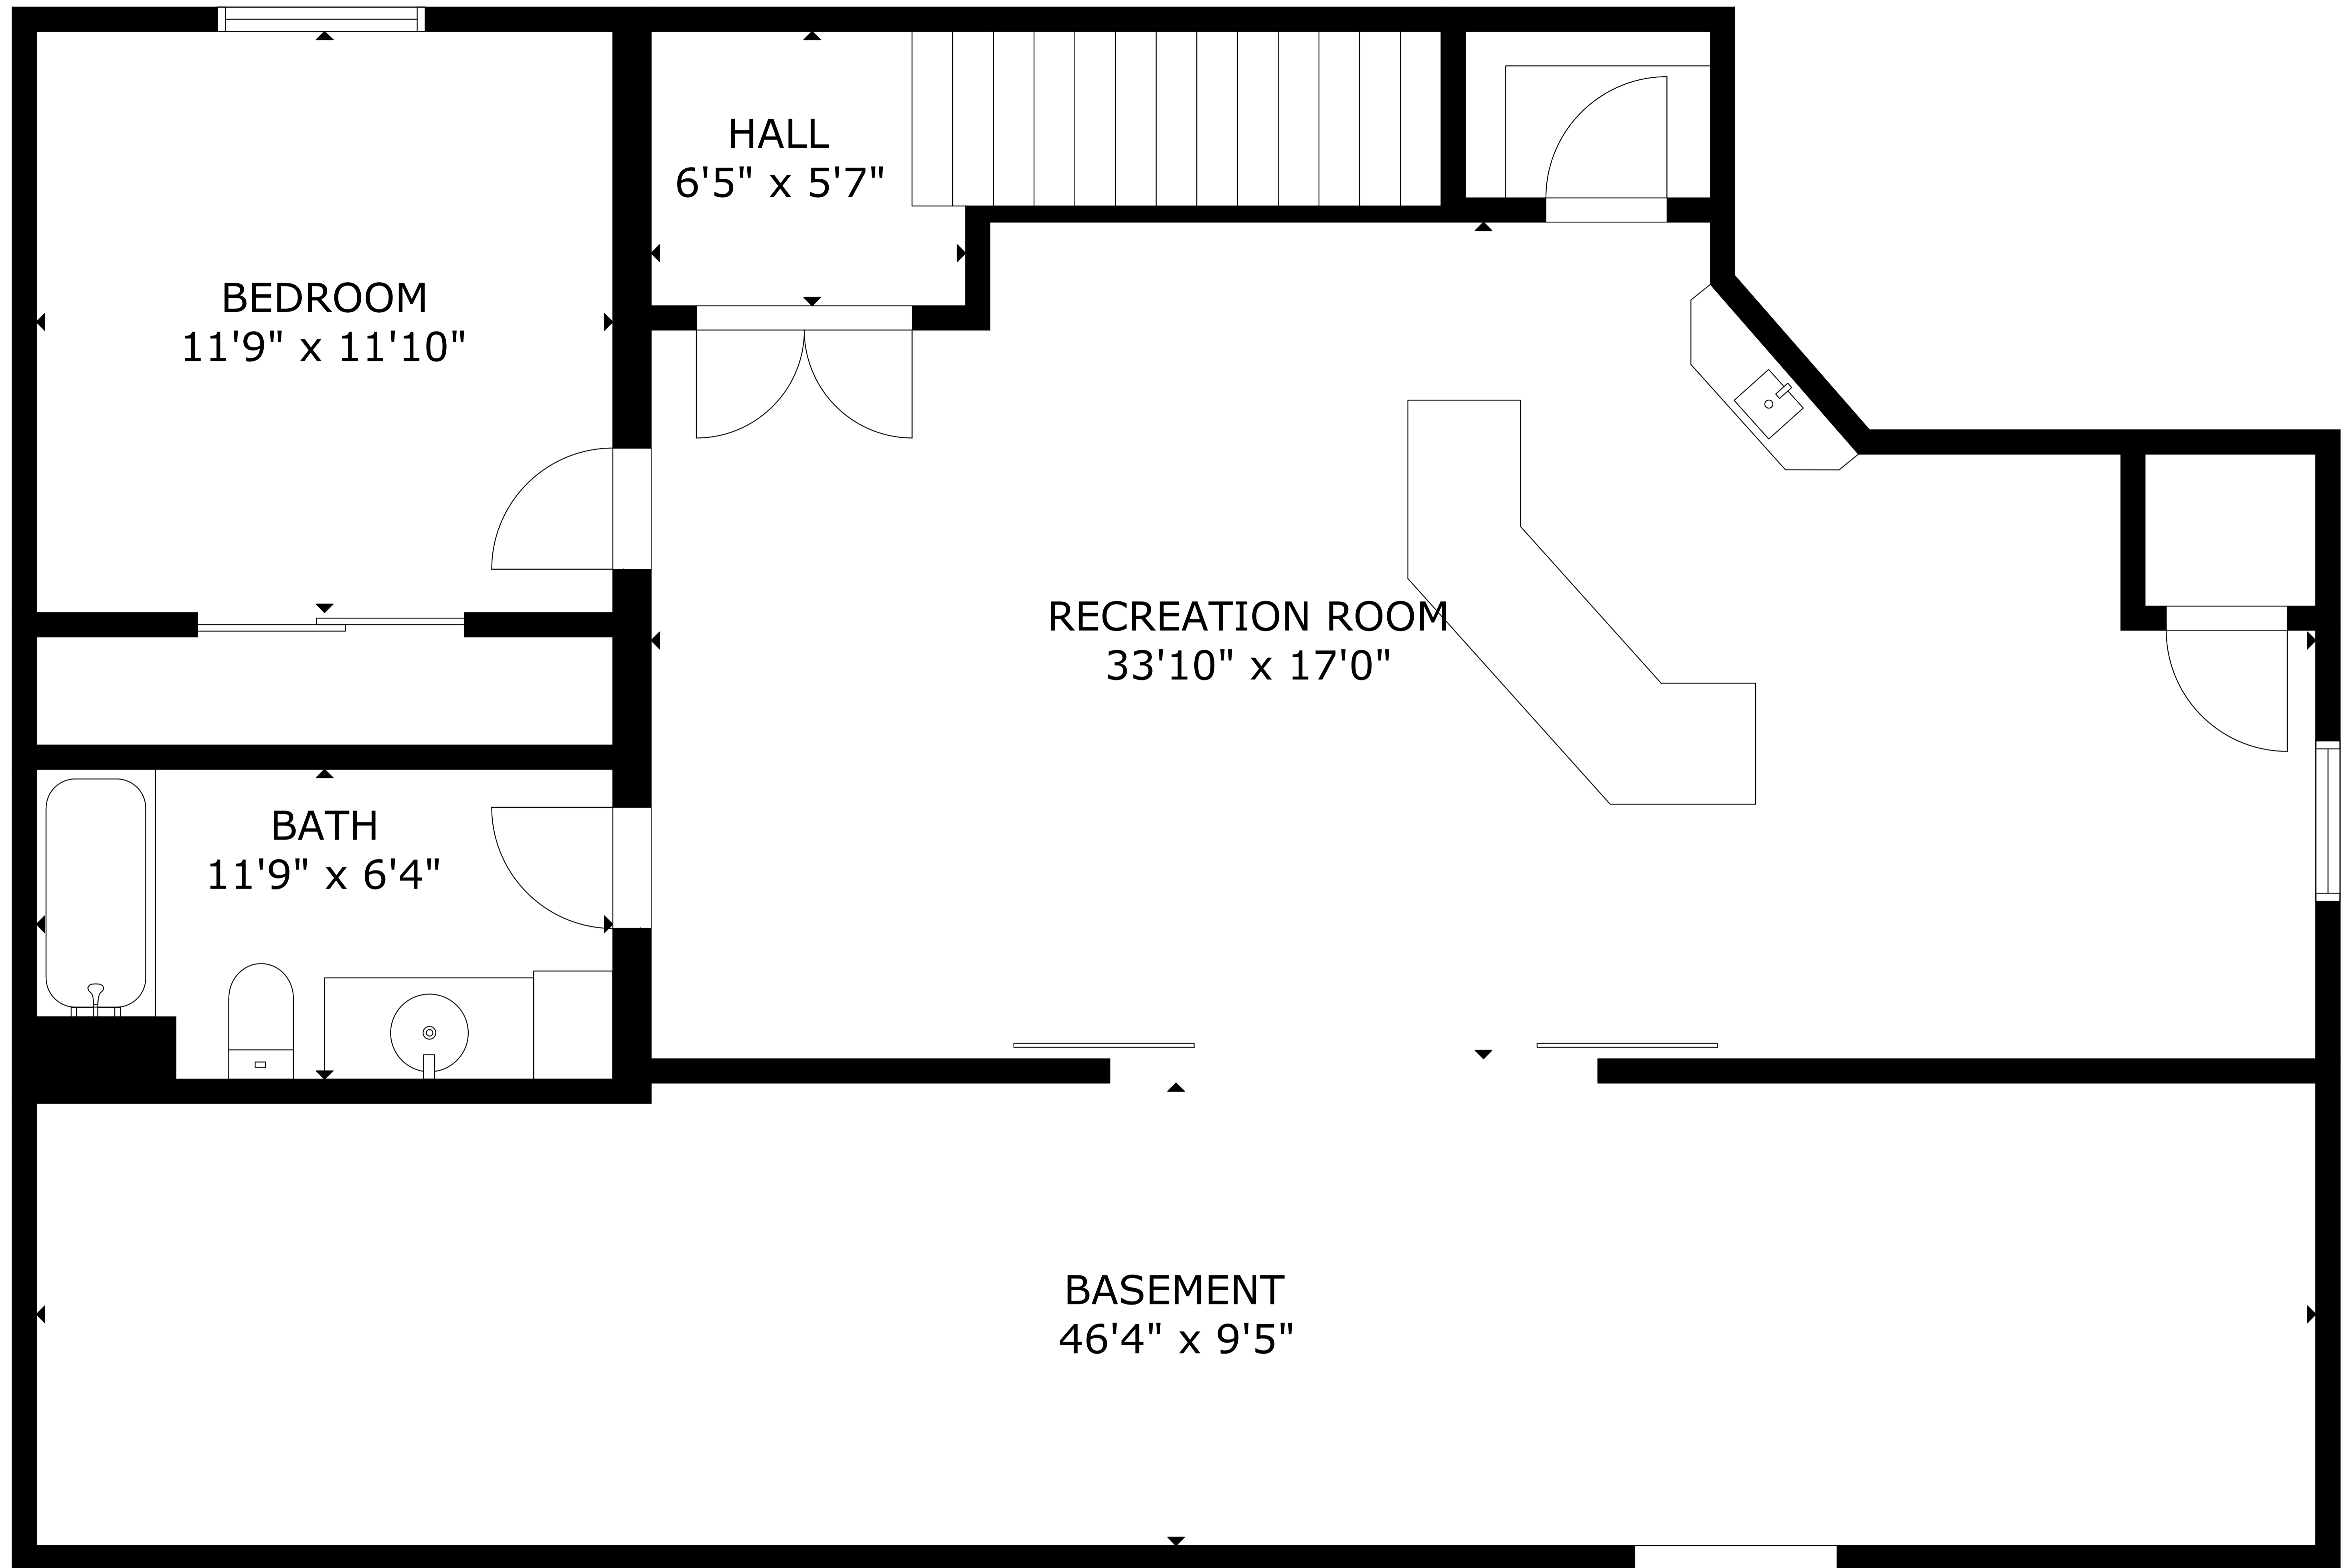 HALL
6'5" x 5'7"
BEDROOM
11'9" x 11'10"
RECREATION ROOM
33'10" x 17'0"
BATH
11'9" x 6'4"
BASEMENT
46'4" x 9'5"